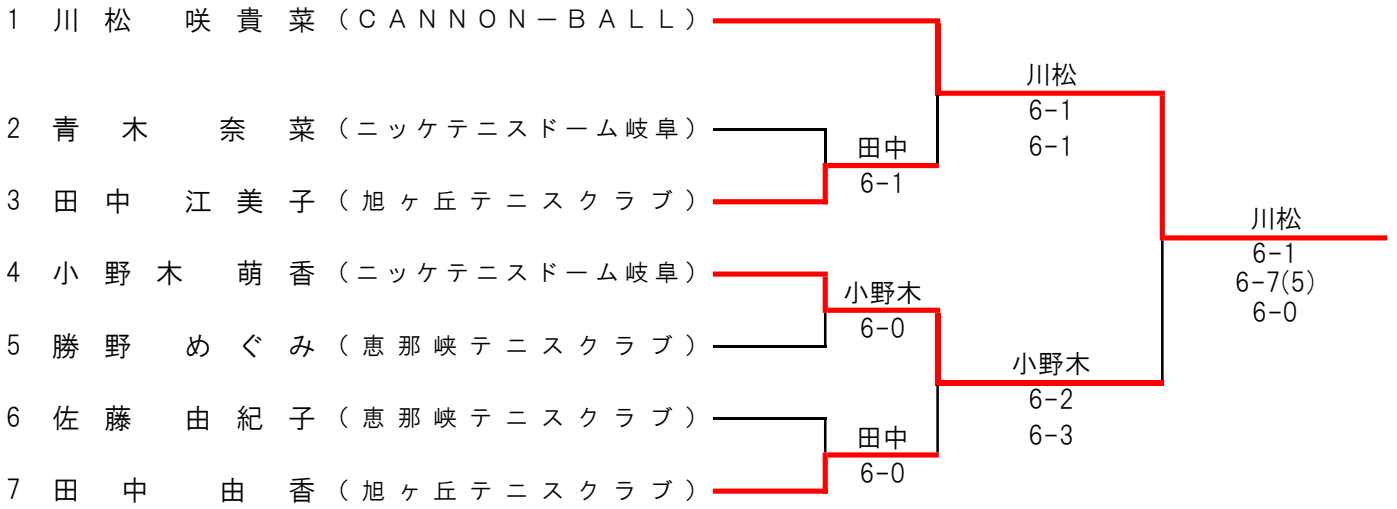 1 川松 咲貴菜 (CANNON－BALL)
川松
6-1
6-1
2 青木 奈菜 (ニッケテニスドーム岐阜)
田中
6-1
3 田中 江美子 (旭ヶ丘テニスクラブ)
川松
6-1
6-7(5)
6-0
4 小野木 萌香 (ニッケテニスドーム岐阜)
小野木
6-0
5 勝野 めぐみ (恵那峡テニスクラブ)
小野木
6-2
6-3
6 佐藤 由紀子 (恵那峡テニスクラブ)
田中
6-0
7 田中 由香 (旭ヶ丘テニスクラブ)